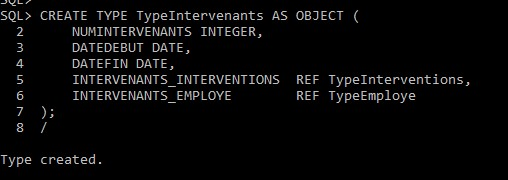 SQL> CREATE TYPE TypeIntervenants AS OBJECT (
2 NUMINTERVENANTS INTEGER,
3 DATEDEBUT DATE,
4 DATEFIN DATE,
5 INTERVENANTS_INTERVENTIONS REF TypeInterventions,
6 INTERVENANTS_EMPLOYE REF TypeEmploye
7 );
8 /
Type created.